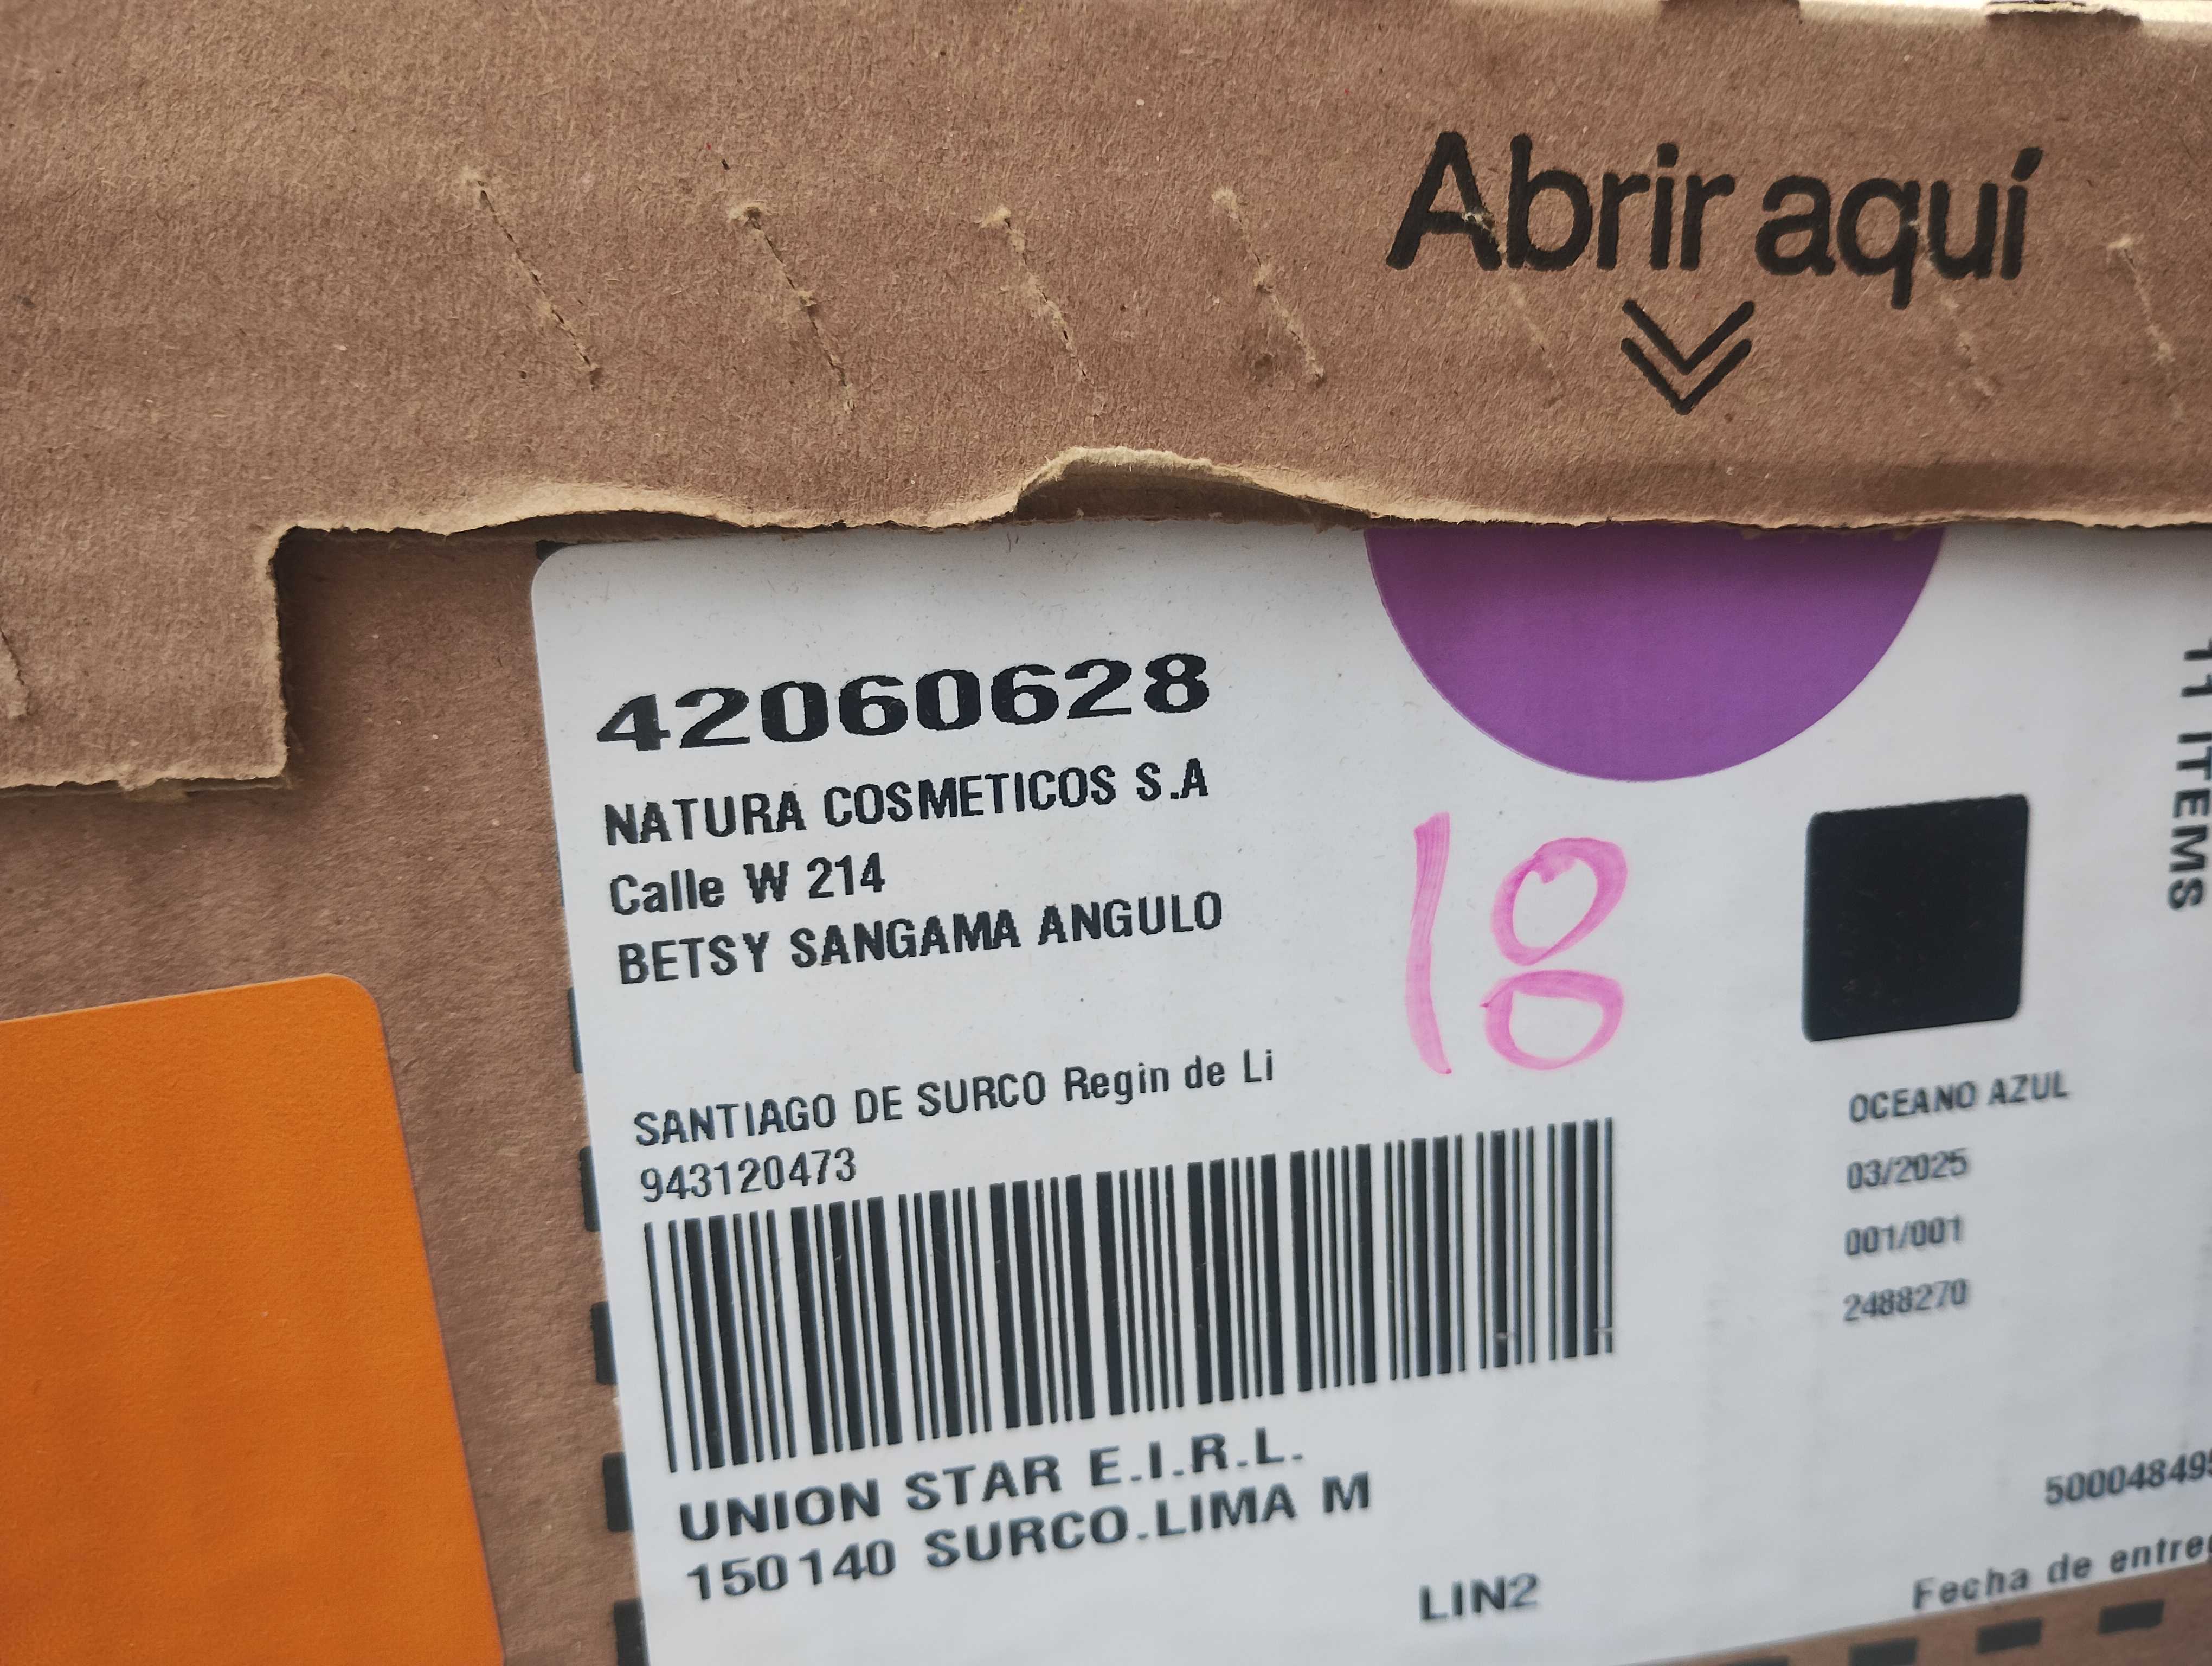 Abrir aquí
42060628
NATURA COSMETICOS S.A
Calle W 214
BETSY SANGAMA ANGULO
18
11 ITEMS
SANTIAGO DE SURCO Regin de Li
943120473
OCEANO AZUL
03/2025
001/001
2488270
UNION STAR E.I.R.L.
150140 SURCO.LIMA M
LIN2
50004849
Fecha de